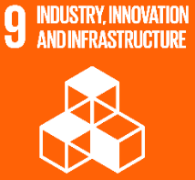 9 INDUSTRY, INNOVATION
AND INFRASTRUCTURE